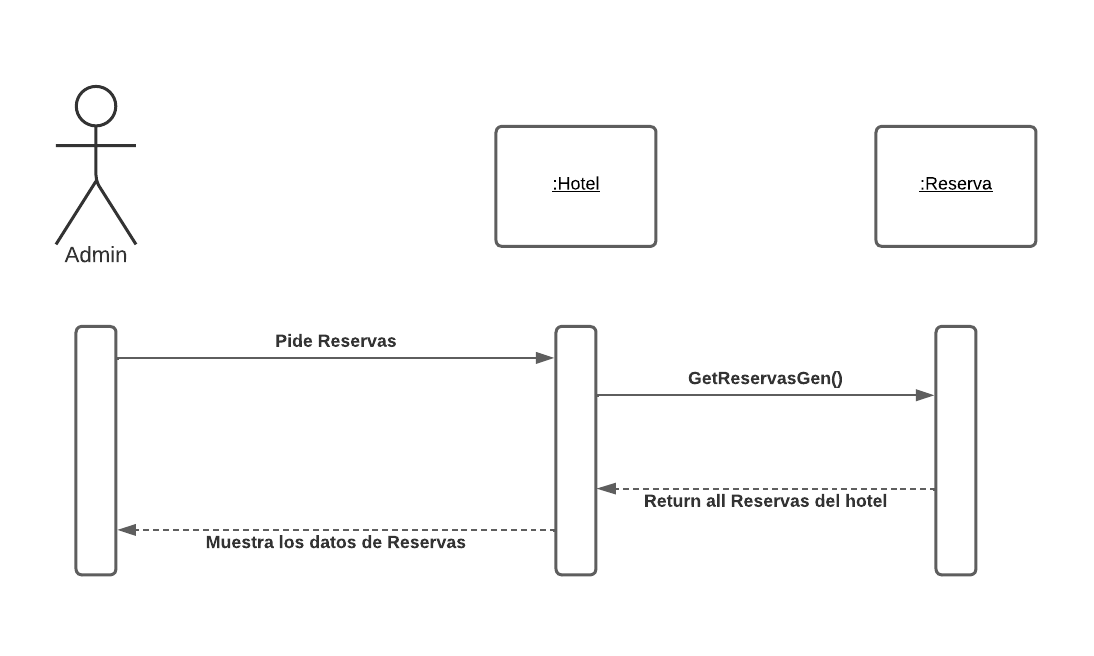 Admin
:Hotel
:Reserva
Pide Reservas
GetReservasGen()
Return all Reservas del hotel
Muestra los datos de Reservas